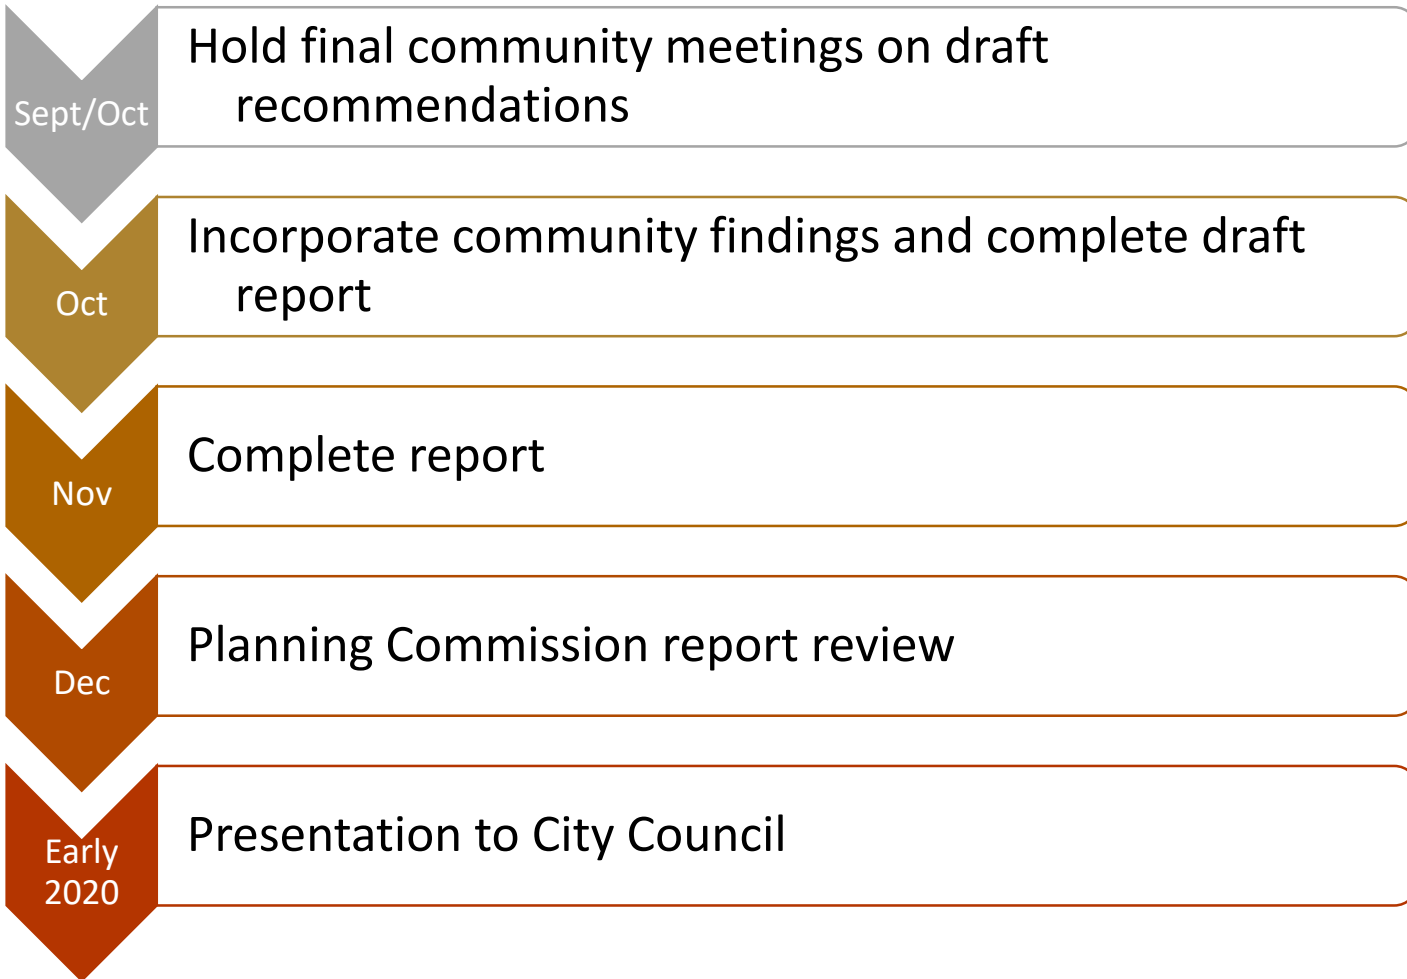 Sept/Oct
Hold final community meetings on draft
recommendations
Oct
Incorporate community findings and complete draft
report
Nov
Complete report
Dec
Planning Commission report review
Early
2020
Presentation to City Council